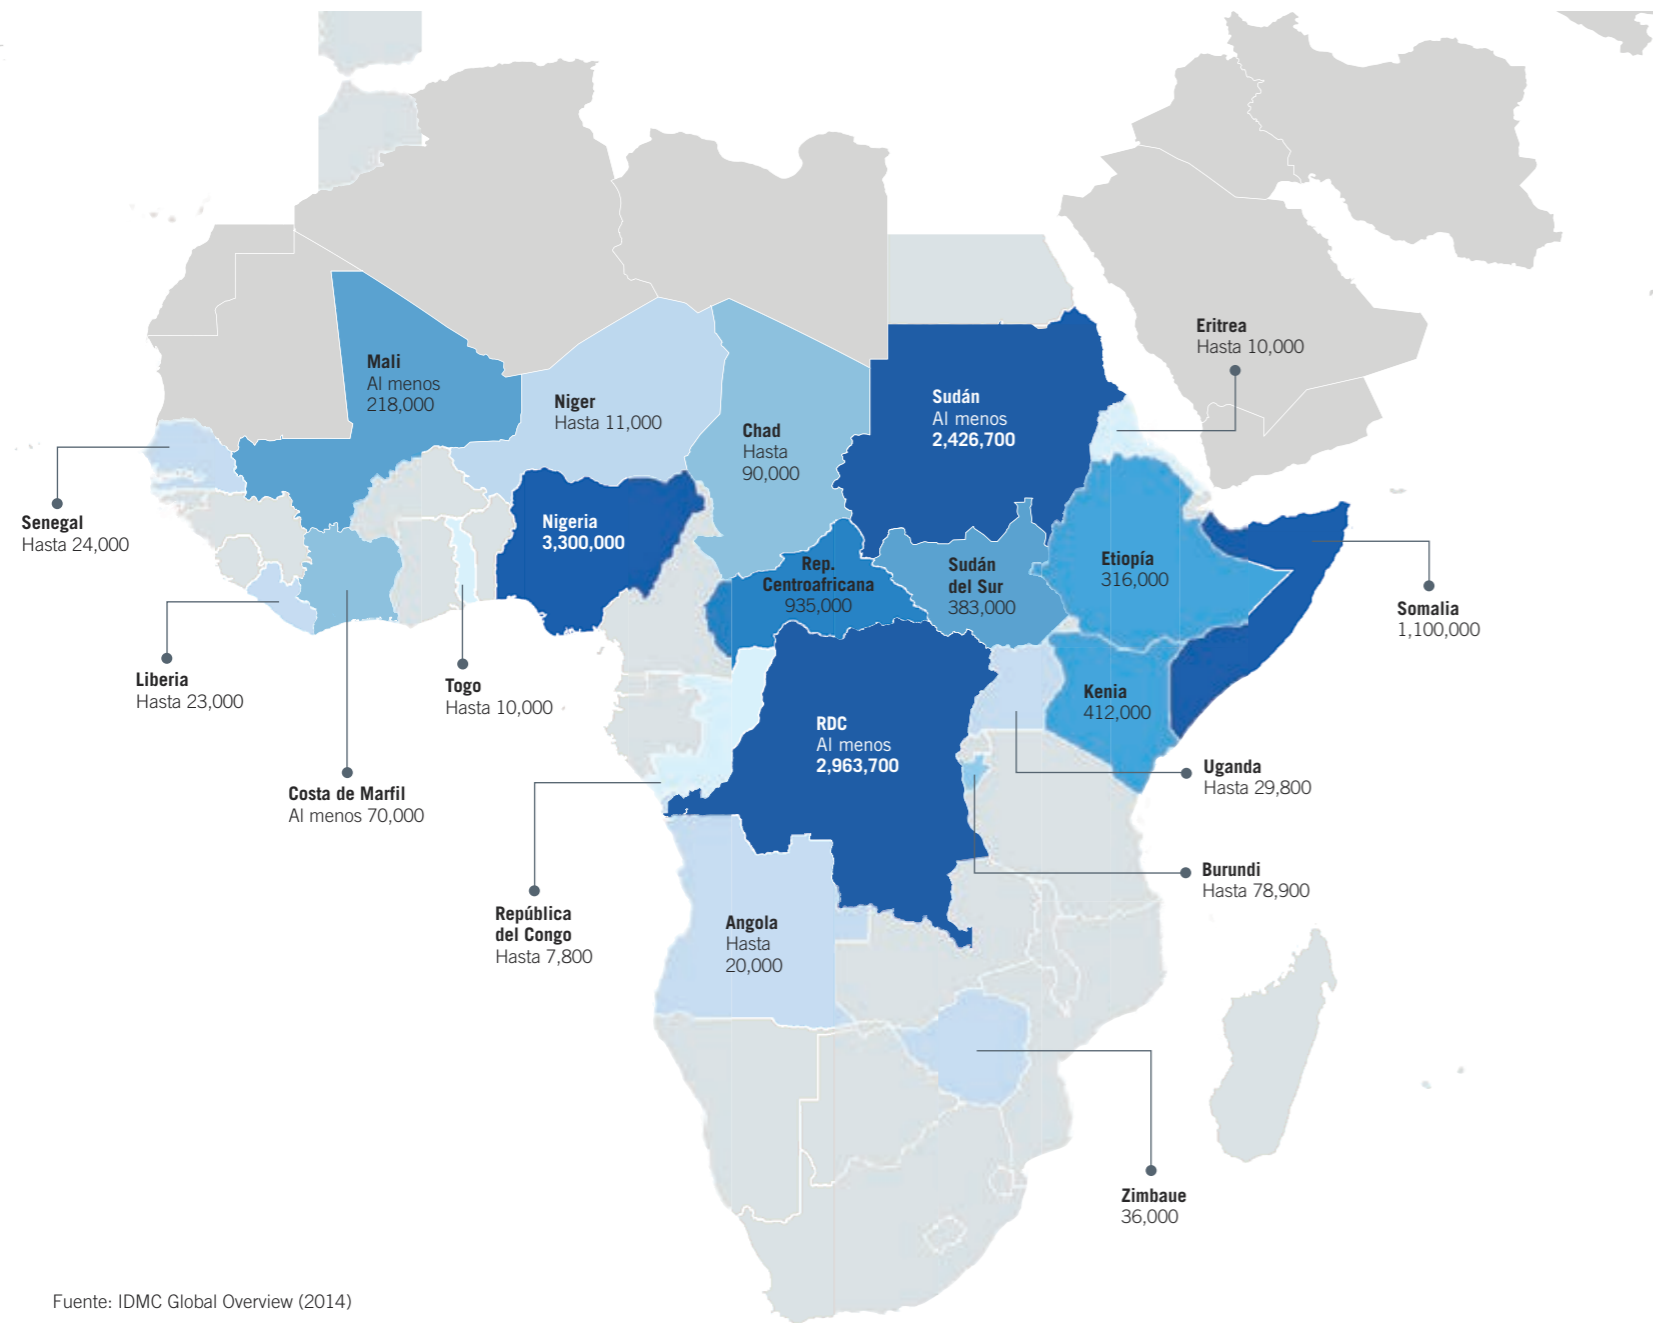 Eritrea
Hasta 10,000
Mali
Al menos
218,000
Niger
Hasta 11,000
Chad
Hasta
90,000
Sudán
Al menos
2,426,700
Senegal
Hasta 24,000
Nigeria
3,300,000
Rep.
Centroafricana
935,000
Sudán
del Sur
383,000
Etiopía
316,000
Somalia
1,100,000
Liberia
Hasta 23,000
Togo
Hasta 10,000
Kenia
412,000
RDC
Al menos
2,963,700
Costa de Marfil
Al menos 70,000
Uganda
Hasta 29,800
Burundi
Hasta 78,900
República
del Congo
Hasta 7,800
Angola
Hasta
20,000
Zimbaue
36,000
Fuente: IDMC Global Overview (2014)